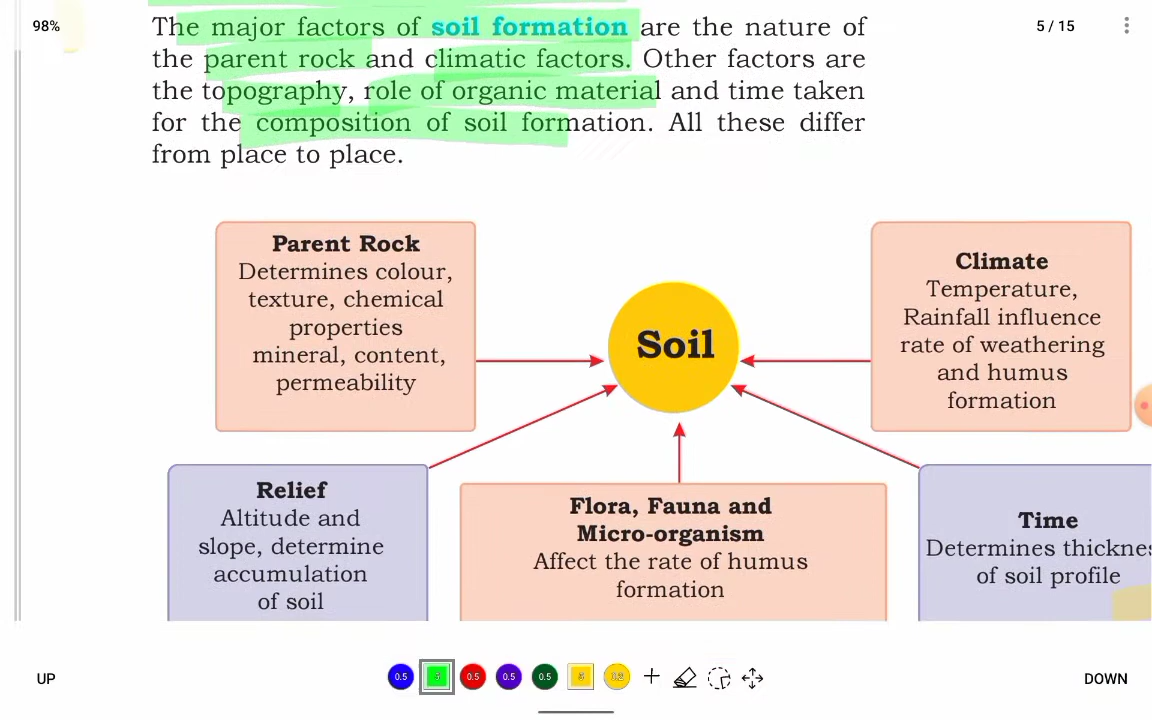 98%
5 / 15
The major factors of soil formation are the nature of
the parent rock and climatic factors. Other factors are
the topography, role of organic material and time taken
for the composition of soil formation. All these differ
from place to place.
Parent Rock
Determines colour,
texture, chemical
properties
mineral, content,
permeability
Soil
Climate
Temperature,
Rainfall influence
rate of weathering
and humus
formation
Relief
Altitude and
slope, determine
accumulation
of soil
Flora, Fauna and
Micro-organism
Affect the rate of humus
formation
Time
Determines thicknes
of soil profile
UP
0.5
0.5
0.5
0.5
DOWN